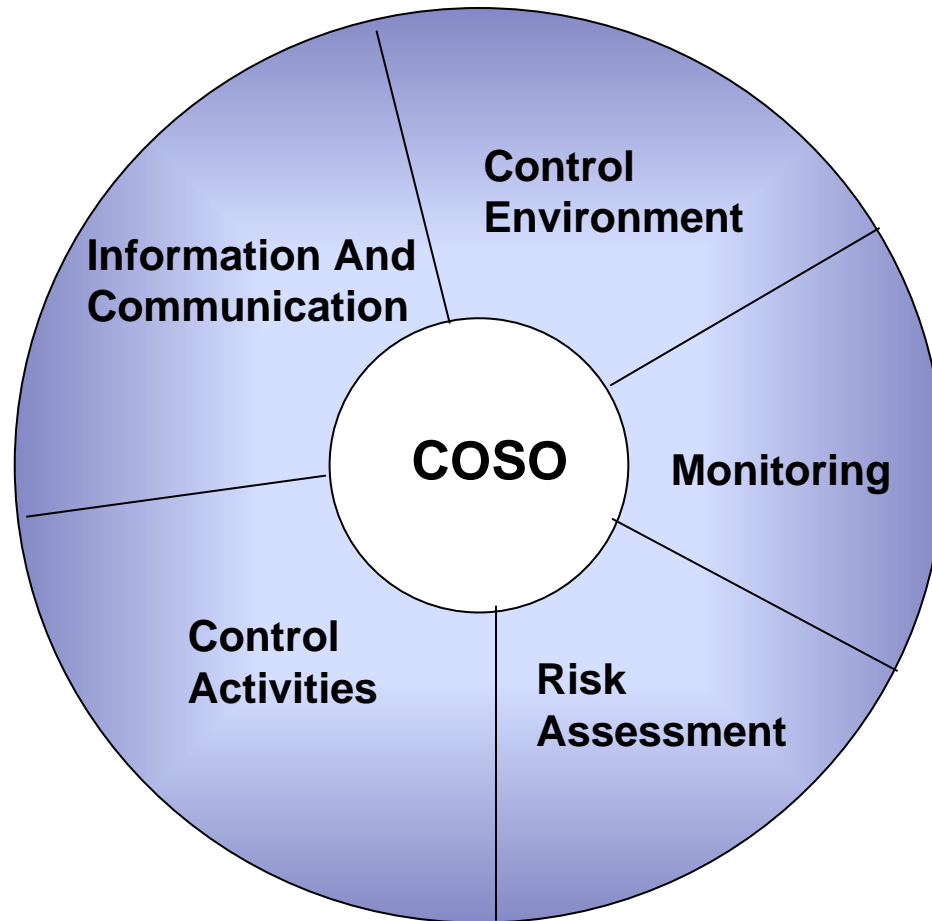 Control
Environment
Information And
Communication
COSO
Monitoring
Control
Activities
Risk
Assessment